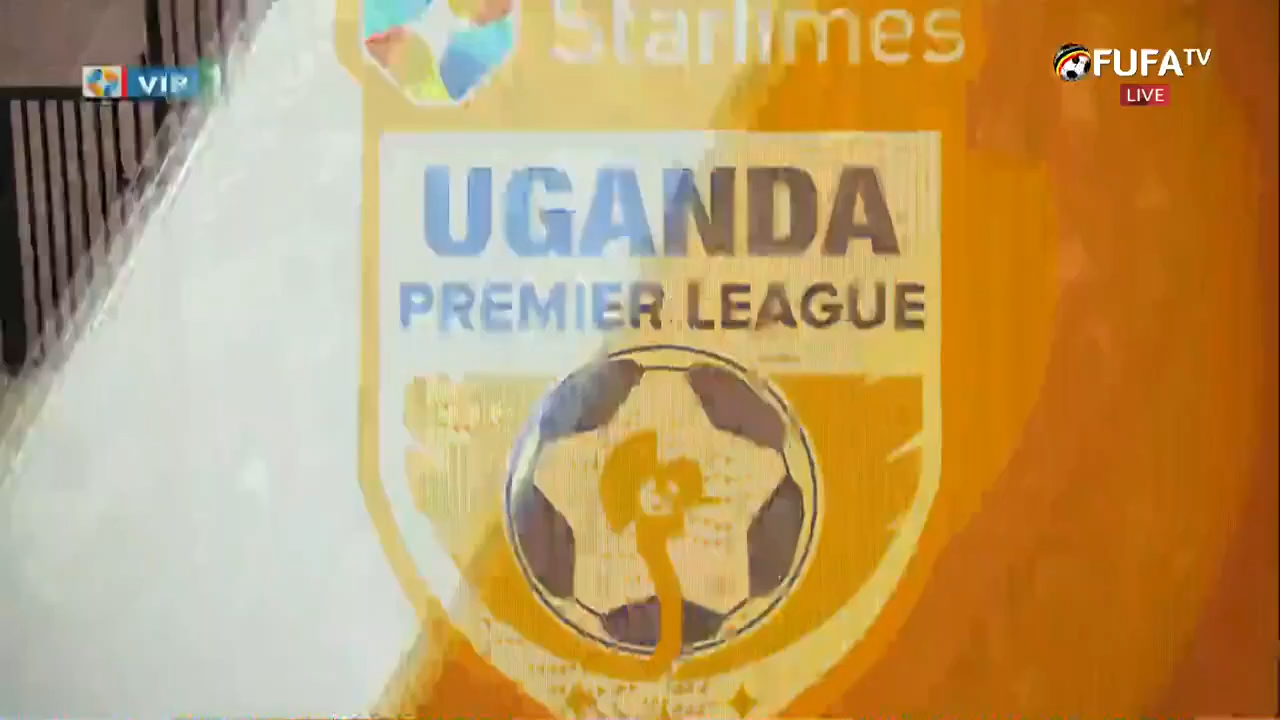 StarTimes
VIP
FUFA TV
LIVE
UGANDA
PREMIER LEAGUE